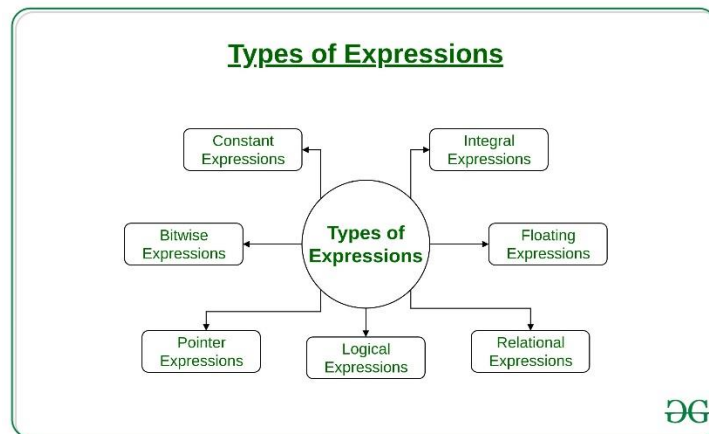 Types of Expressions
Constant
Expressions
Integral
Expressions
Bitwise
Expressions
Types of
Expressions
Floating
Expressions
Pointer
Expressions
Logical
Expressions
Relational
Expressions